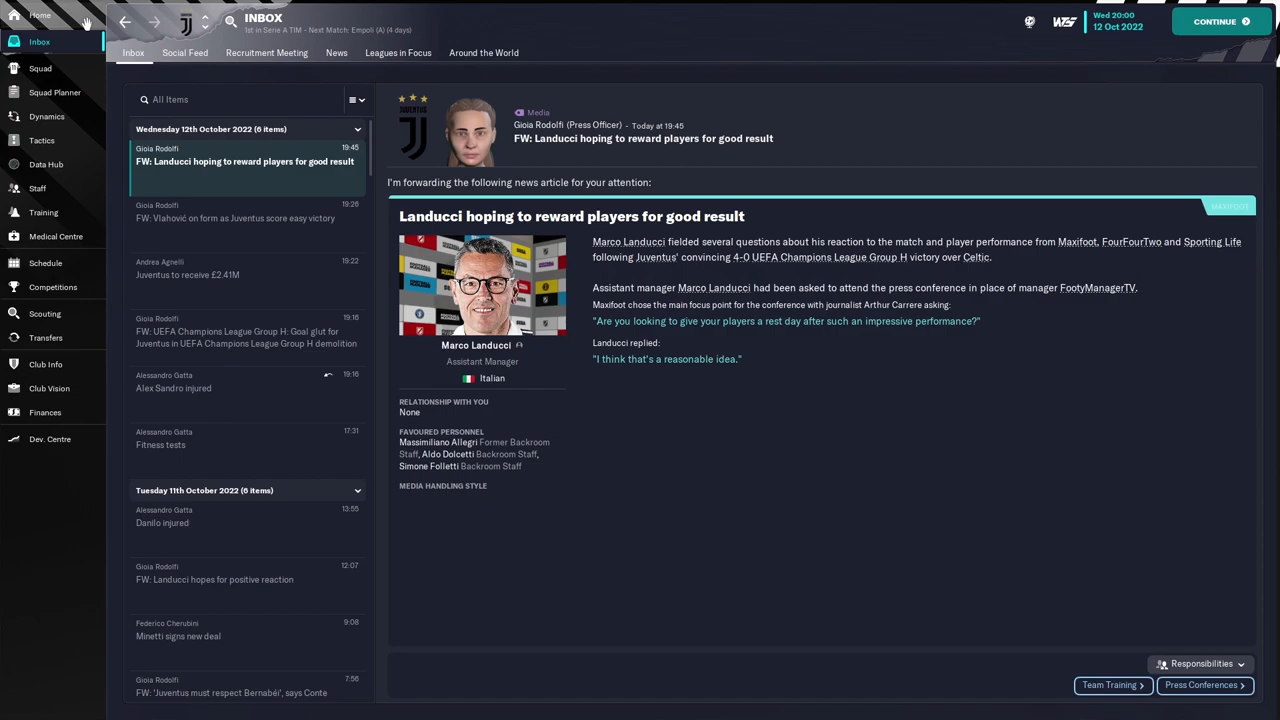 Home
Inbox
Squad
Squad Planner
Dynamics
Tactics
Data Hub
Staff
Training
Medical Centre
Schedule
Competitions
Scouting
Transfers
Club Info
Club Vision
Finances
Dev. Centre
INBOX
1st in Serie A TIM - Next Match: Empoli (A) (4 days)
Wed 20:00
12 Oct 2022
CONTINUE
Inbox
Social Feed
Recruitment Meeting
News
Leagues in Focus
Around the World
All Items
Wednesday 12th October 2022 (6 items)
Gioia Rodolfi 19:45
FW: Landucci hoping to reward players for good result
Gioia Rodolfi 19:26
FW: Vlahović on form as Juventus score easy victory
Andrea Agnelli 19:22
Juventus to receive £2.41M
Gioia Rodolfi 19:16
FW: UEFA Champions League Group H: Goal glut for
Juventus in UEFA Champions League Group H demolition
Alessandro Gatta 19:16
Alex Sandro injured
Alessandro Gatta 17:31
Fitness tests
Tuesday 11th October 2022 (6 items)
Alessandro Gatta 13:55
Danilo injured
Gioia Rodolfi 12:07
FW: Landucci hopes for positive reaction
Federico Cherubini 9:08
Minetti signs new deal
Gioia Rodolfi 7:56
FW: 'Juventus must respect Bernabéi', says Conte
Media
Gioia Rodolfi (Press Officer) - Today at 19:45
FW: Landucci hoping to reward players for good result
I'm forwarding the following news article for your attention:
MAXIFOOT
Landucci hoping to reward players for good result
Marco Landucci
Assistant Manager
Italian
RELATIONSHIP WITH YOU
None
FAVOURED PERSONNEL
Massimiliano Allegri Former Backroom
Staff, Aldo Dolcetti Backroom Staff,
Simone Folletti Backroom Staff
MEDIA HANDLING STYLE
Marco Landucci fielded several questions about his reaction to the match and player performance from Maxifoot, FourFourTwo and Sporting Life
following Juventus' convincing 4-0 UEFA Champions League Group H victory over Celtic.
Assistant manager Marco Landucci had been asked to attend the press conference in place of manager FootyManagerTV.
Maxifoot chose the main focus point for the conference with journalist Arthur Carrere asking:
"Are you looking to give your players a rest day after such an impressive performance?"
Landucci replied:
"I think that's a reasonable idea."
Responsibilities
Team Training
Press Conferences